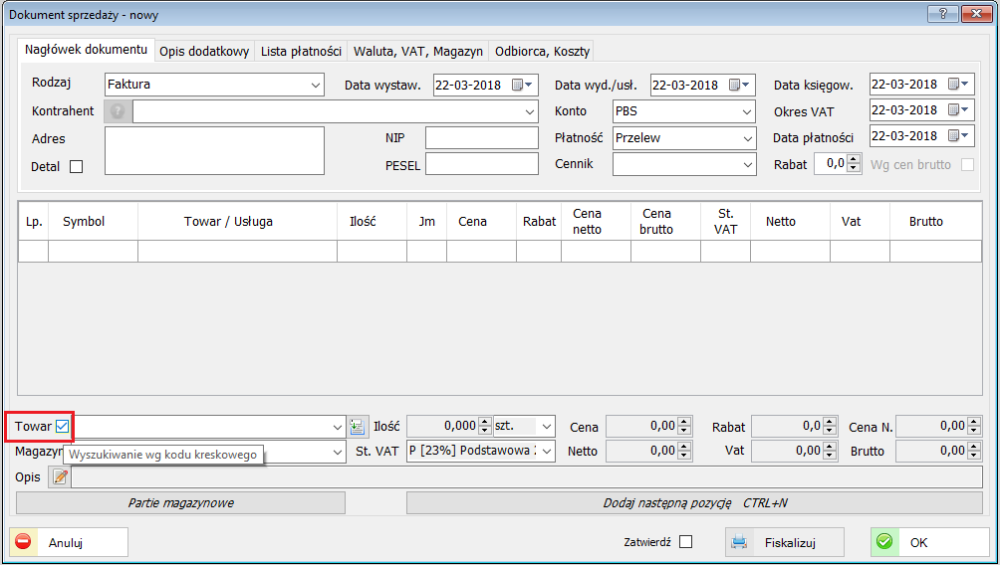 Dokument sprzedaży - nowy
Nagłówek dokumentu Opis dodatkowy Lista płatności Waluta, VAT, Magazyn Odbiorca, Koszty
Rodzaj Faktura Data wystaw. 22-03-2018 Data wyd./usł. 22-03-2018 Data księgow. 22-03-2018
Kontrahent Konto PBS Okres VAT 22-03-2018
Adres NIP Płatność Przelew Data płatności 22-03-2018
Detal PESEL Cennik Rabat 0,0 Wg cen brutto
Lp. Symbol Towar / Usługa Ilość Jm Cena Rabat Cena netto Cena brutto St. VAT Netto Vat Brutto
Towar Ilość 0,000 szt. Cena 0,00 Rabat 0,0 Cena N. 0,00
Magazyn St. VAT P [23%] Podstawowa Netto 0,00 Vat 0,00 Brutto 0,00
Wyszukiwanie wg kodu kreskowego
Opis
Partie magazynowe Dodaj następną pozycję CTRL+N
Anuluj Zatwierdź Fiskalizuj OK